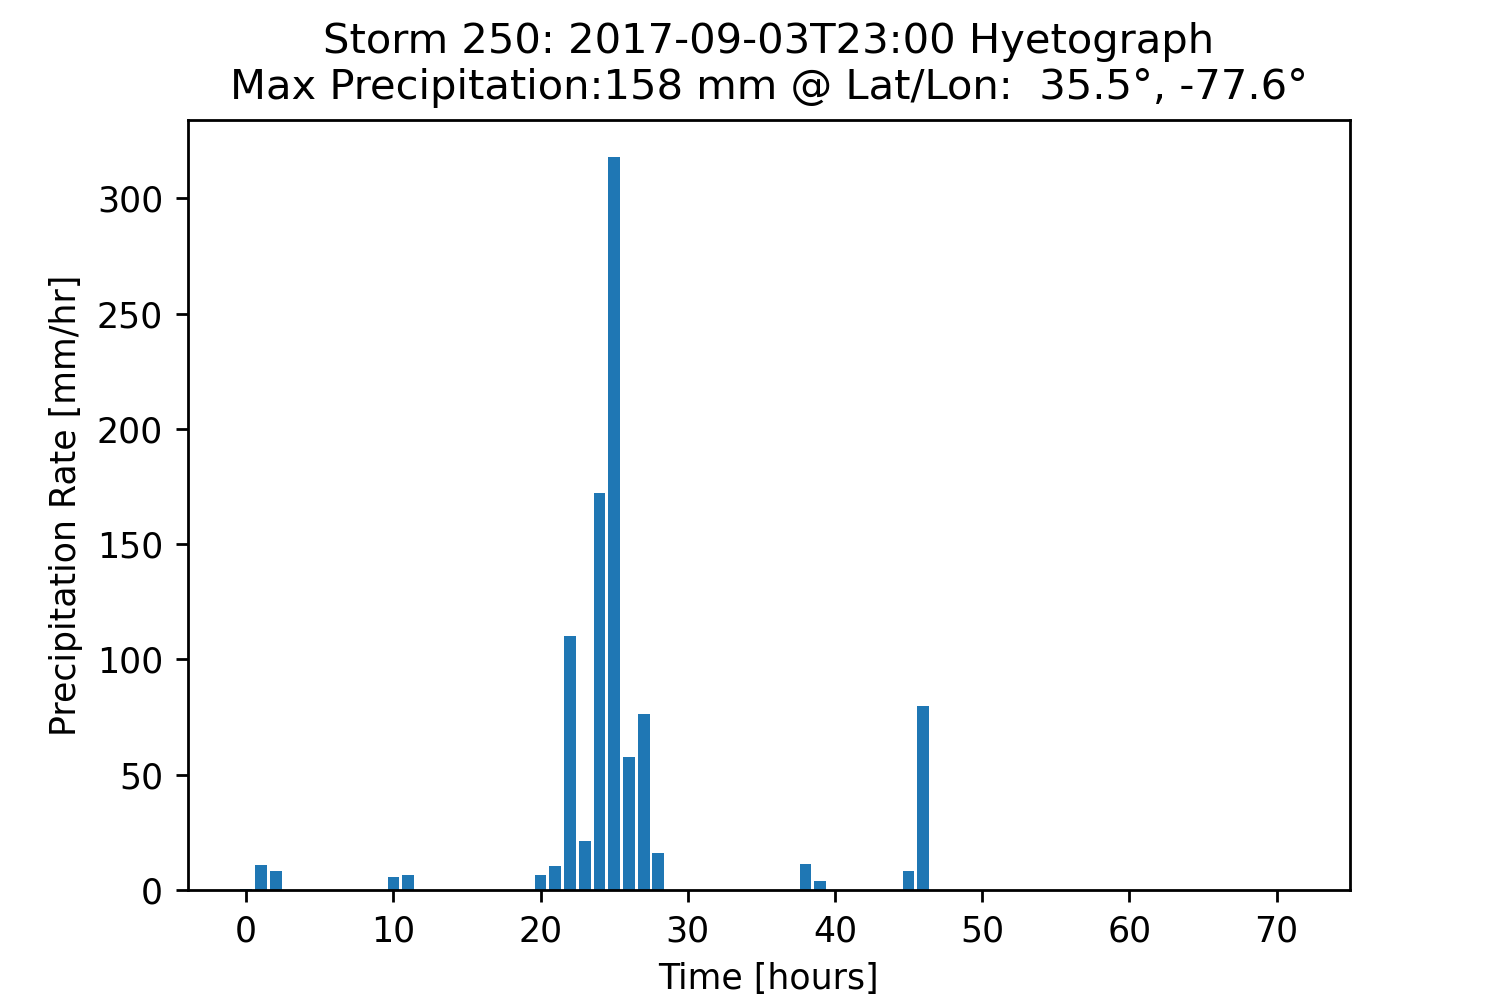 Storm 250: 2017-09-03T23:00 Hyetograph
Max Precipitation:158 mm @ Lat/Lon:  35.5°, -77.6°
Precipitation Rate [mm/hr]
300
250
200
150
100
50
0
0 10 20 30 40 50 60 70
Time [hours]